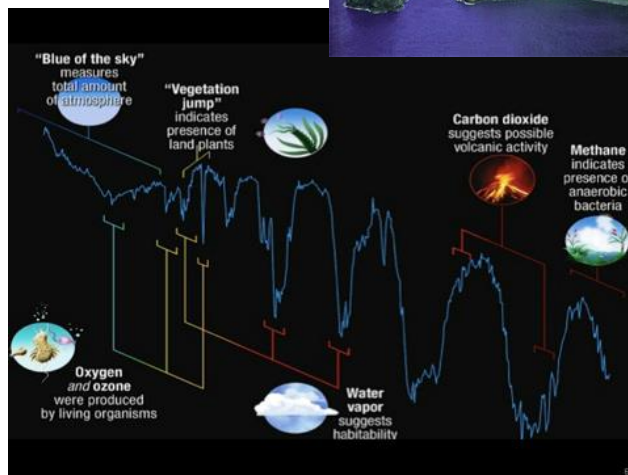 "Blue of the sky"
measures
total amount
of atmosphere
"Vegetation
jump"
indicates
presence of
land plants
Carbon dioxide
suggests possible
volcanic activity
Methane
indicates
presence of
anaerobic
bacteria
Oxygen
and ozone
were produced
by living organisms
Water
vapor
suggests
habitability